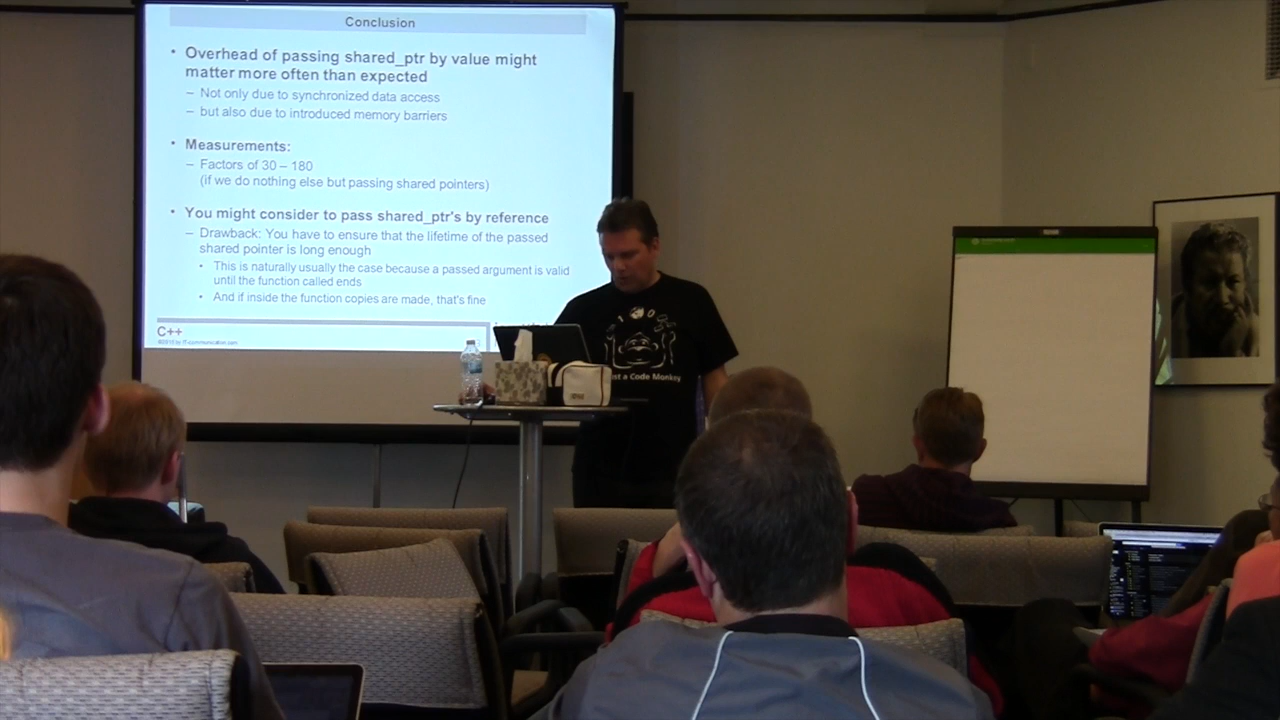 Conclusion
• Overhead of passing shared_ptr by value might
matter more often than expected
– Not only due to synchronized data access
– but also due to introduced memory barriers
• Measurements:
– Factors of 30 – 180
(if we do nothing else but passing shared pointers)
• You might consider to pass shared_ptr's by reference
– Drawback: You have to ensure that the lifetime of the passed
shared pointer is long enough
• This is naturally usually the case because a passed argument is valid
until the function called ends
• And if inside the function copies are made, that's fine
C++
by IT-communication.com
a Code Monkey